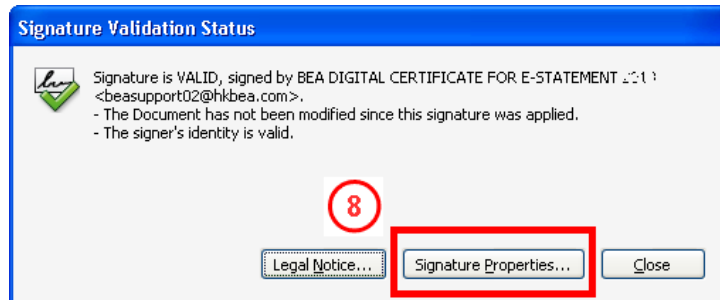 Signature Validation Status
Signature is VALID, signed by BEA DIGITAL CERTIFICATE FOR E-STATEMENT
<beasupport02@hkbea.com>.
- The Document has not been modified since this signature was applied.
- The signer's identity is valid.
8
Legal Notice... Signature Properties... Close